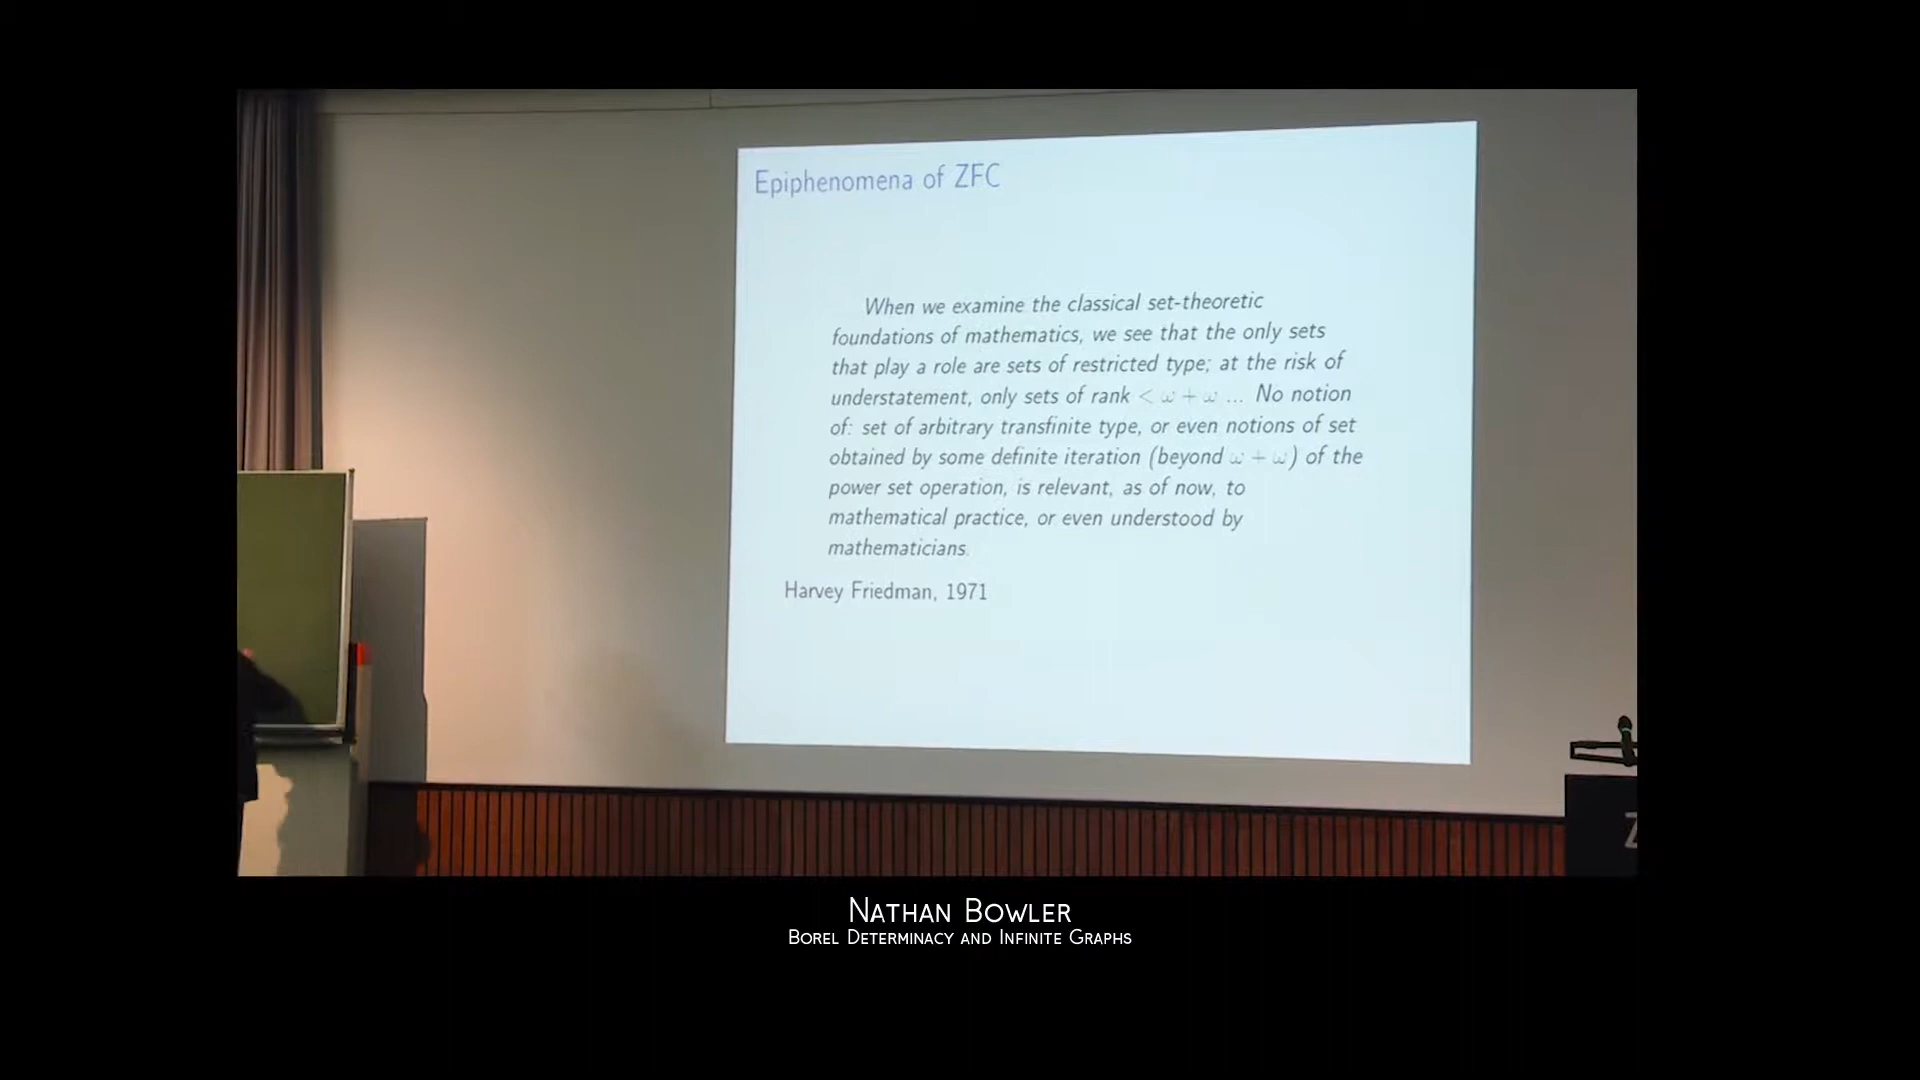 Epiphenomena of ZFC
When we examine the classical set-theoretic
foundations of mathematics, we see that the only sets
that play a role are sets of restricted type; at the risk of
understatement, only sets of rank < ω + ω ... No notion
of: set of arbitrary transfinite type, or even notions of set
obtained by some definite iteration (beyond ω + ω) of the
power set operation, is relevant, as of now, to
mathematical practice, or even understood by
mathematicians.
Harvey Friedman, 1971
Z
Nathan Bowler
Borel Determinacy and Infinite Graphs